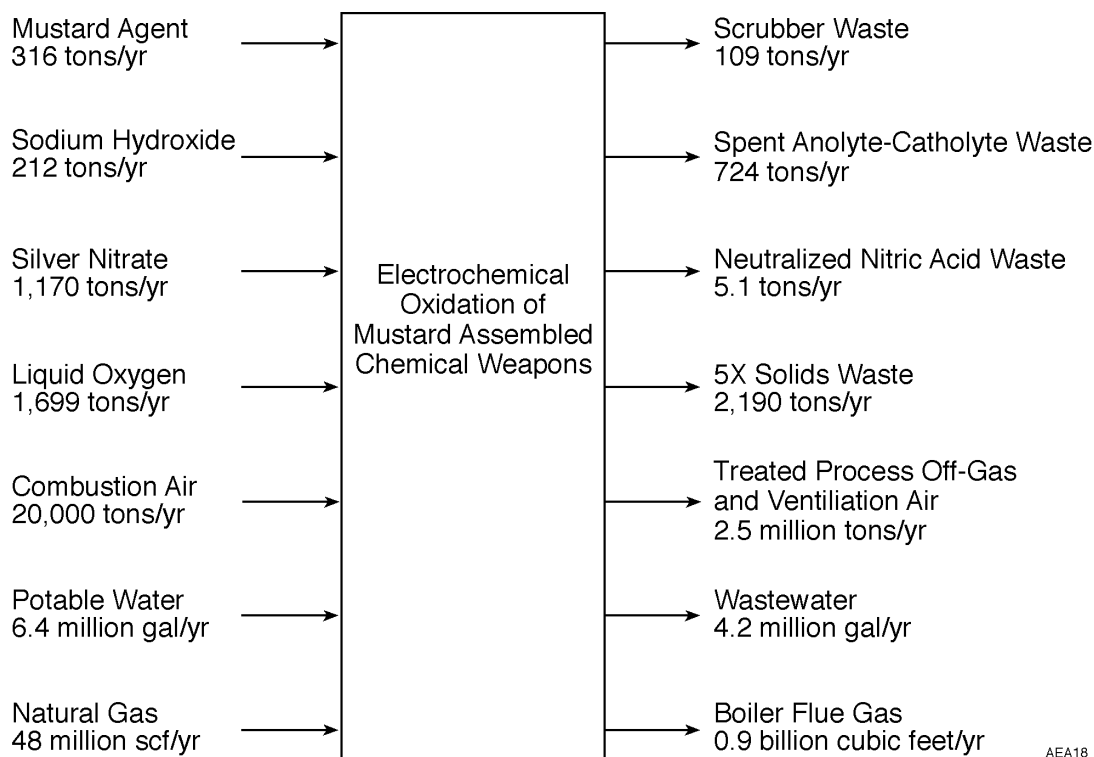 Mustard Agent
316 tons/yr
Sodium Hydroxide
212 tons/yr
Silver Nitrate
1,170 tons/yr
Liquid Oxygen
1,699 tons/yr
Combustion Air
20,000 tons/yr
Potable Water
6.4 million gal/yr
Natural Gas
48 million scf/yr
Electrochemical
Oxidation of
Mustard Assembled
Chemical Weapons
Scrubber Waste
109 tons/yr
Spent Anolyte-Catholyte Waste
724 tons/yr
Neutralized Nitric Acid Waste
5.1 tons/yr
5X Solids Waste
2,190 tons/yr
Treated Process Off-Gas
and Ventiliation Air
2.5 million tons/yr
Wastewater
4.2 million gal/yr
Boiler Flue Gas
0.9 billion cubic feet/yr
AEA18